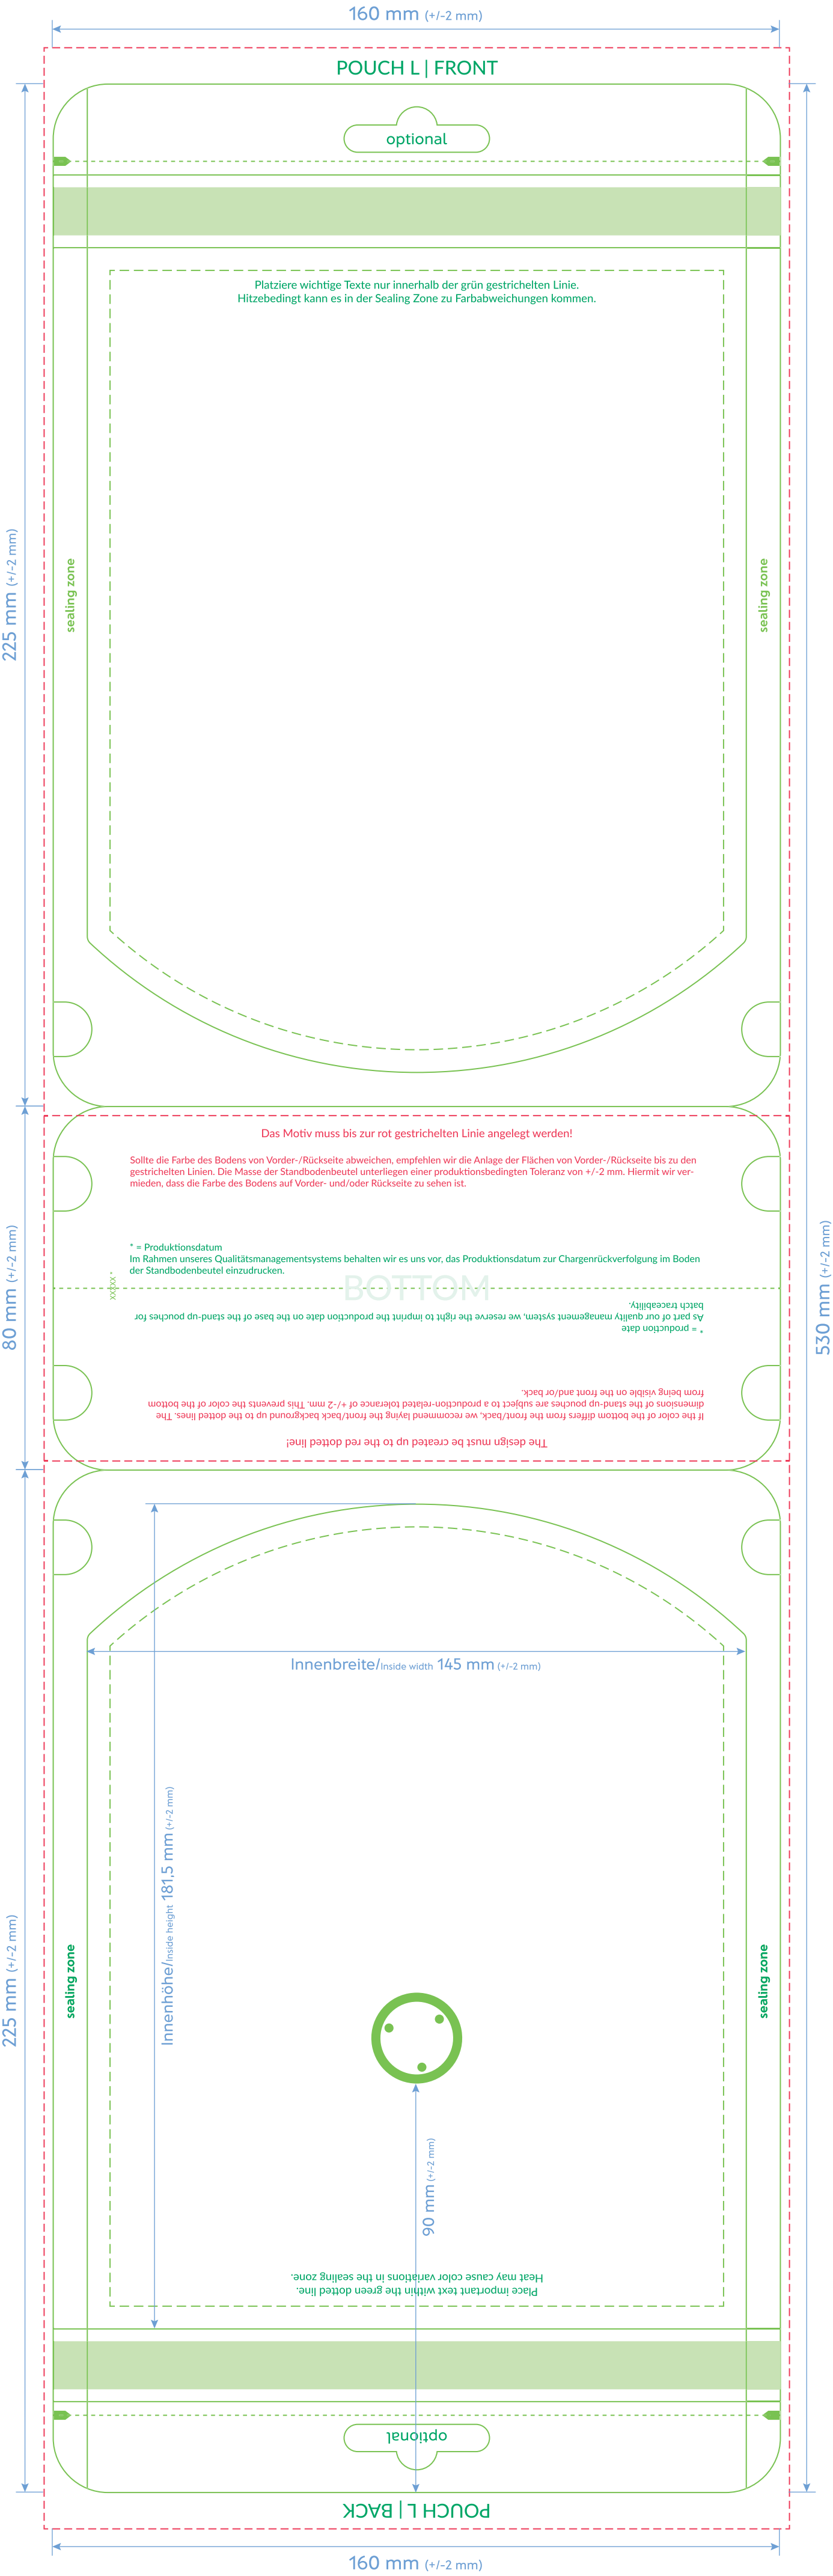 160 mm (+/-2 mm)
POUCH L | FRONT
optional
Platziere wichtige Texte nur innerhalb der grün gestrichelten Linie.
Hitzebedingt kann es in der Sealing Zone zu Farbabweichungen kommen.
225 mm (+/-2 mm)
sealing zone
sealing zone
Das Motiv muss bis zur rot gestrichelten Linie angelegt werden!
Sollte die Farbe des Bodens von Vorder-/Rückseite abweichen, empfehlen wir die Anlage der Flächen von Vorder-/Rückseite bis zu den
gestrichelten Linien. Die Masse der Standbodenbeutel unterliegen einer produktionsbedingten Toleranz von +/-2 mm. Hiermit wir ver-
mieden, dass die Farbe des Bodens auf Vorder- und/oder Rückseite zu sehen ist.
80 mm (+/-2 mm)
530 mm (+/-2 mm)
* = Produktionsdatum
Im Rahmen unseres Qualitätsmanagementsystems behalten wir es uns vor, das Produktionsdatum zur Chargenrückverfolgung im Boden
der Standbodenbeutel einzudrucken.
XXXXX *
BOTTOM
* = production date
As part of our quality management system, we reserve the right to imprint the production date on the base of the stand-up pouches for
batch traceability.
The design must be created up to the red dotted line!
If the color of the bottom differs from the front/back, we recommend laying the front/back background up to the dotted lines. The
dimensions of the stand-up pouches are subject to a production-related tolerance of +/-2 mm. This prevents the color of the bottom
from being visible on the front and/or back.
Innenbreite/Inside width 145 mm (+/-2 mm)
Innenhöhe/Inside height 181,5 mm (+/-2 mm)
225 mm (+/-2 mm)
sealing zone
sealing zone
90 mm (+/-2 mm)
Place important text within the green dotted line.
Heat may cause color variations in the sealing zone.
optional
POUCH L | BACK
160 mm (+/-2 mm)